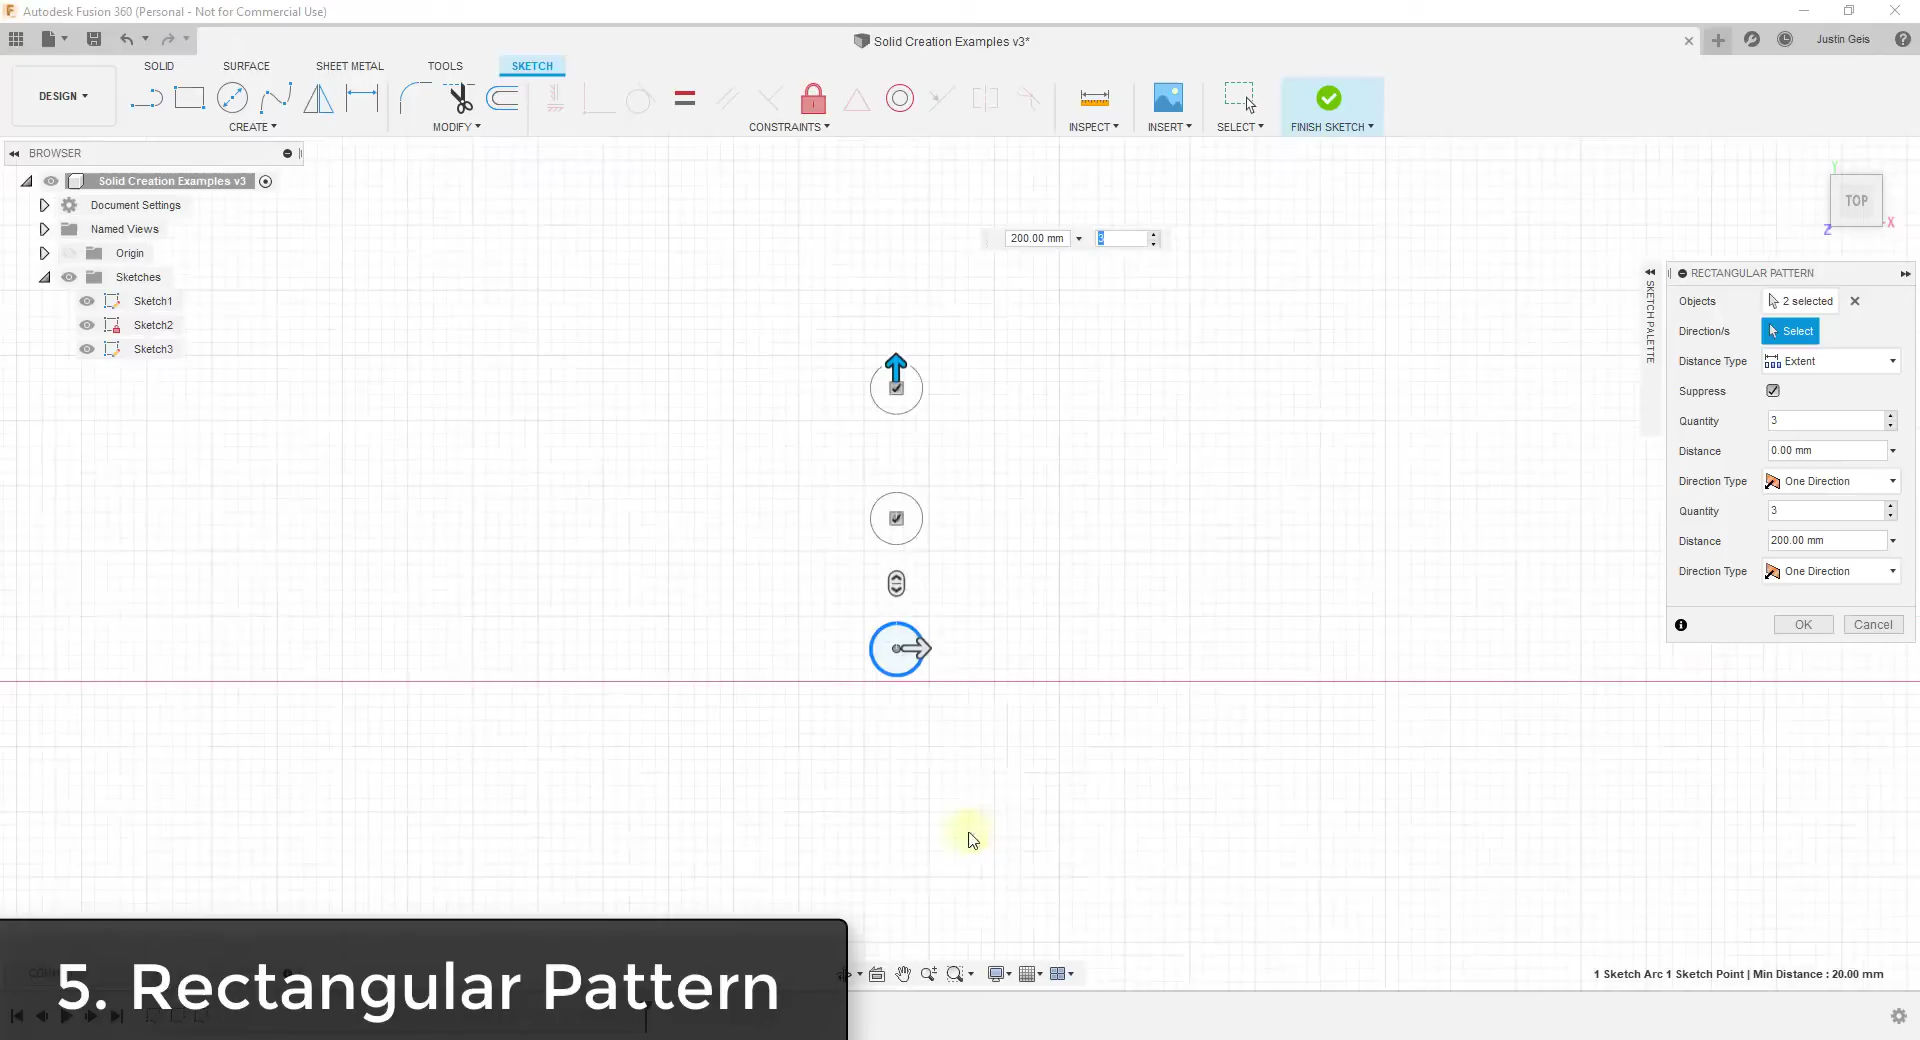 Autodesk Fusion 360 (Personal - Not for Commercial Use)
Solid Creation Examples v3*
Justin Geis
SOLID
SURFACE
SHEET METAL
TOOLS
SKETCH
DESIGN
CREATE
MODIFY
CONSTRAINTS
INSPECT
INSERT
SELECT
FINISH SKETCH
BROWSER
Solid Creation Examples v3
Document Settings
Named Views
Origin
Sketches
Sketch1
Sketch2
Sketch3
200.00 mm
3
Y
TOP
X
Z
SKETCH PALETTE
RECTANGULAR PATTERN
Objects
2 selected
Direction/s
Select
Distance Type
Extent
Suppress
Quantity
3
Distance
0.00 mm
Direction Type
One Direction
Quantity
3
Distance
200.00 mm
Direction Type
One Direction
OK
Cancel
5. Rectangular Pattern
1 Sketch Arc 1 Sketch Point | Min Distance : 20.00 mm